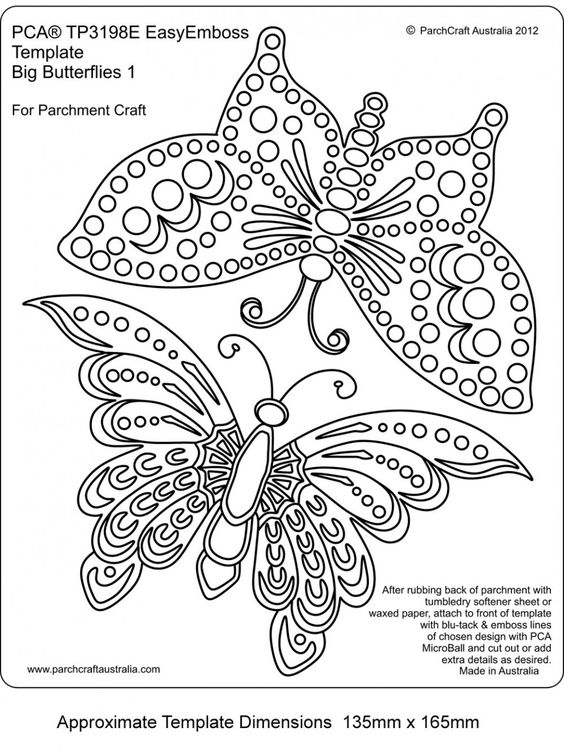 PCA® TP3198E EasyEmboss
Template
Big Butterflies 1
For Parchment Craft
© ParchCraft Australia 2012
After rubbing back of parchment with
tumbledry softener sheet or
waxed paper, attach to front of template
with blu-tack & emboss lines
of chosen design with PCA
MicroBall and cut out or add
extra details as desired.
Made in Australia
www.parchcraftaustralia.com
Approximate Template Dimensions 135mm x 165mm